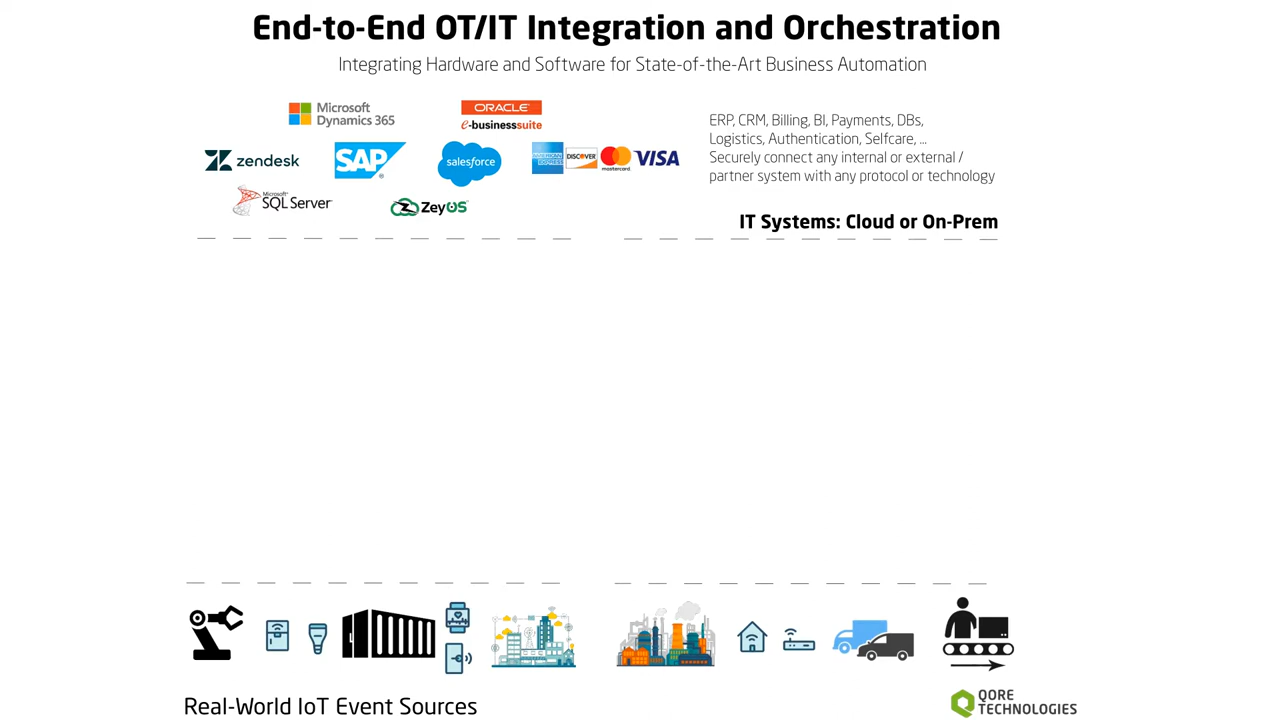 End-to-End OT/IT Integration and Orchestration
Integrating Hardware and Software for State-of-the-Art Business Automation
Microsoft
Dynamics 365
ORACLE
e-businesssuite
ERP, CRM, Billing, BI, Payments, DBs,
Logistics, Authentication, Selfcare, ...
Securely connect any internal or external /
partner system with any protocol or technology
zendesk
SAP
salesforce
AMERICAN EXPRESS
DISCOVER
mastercard
VISA
Microsoft
SQL Server
ZeyOS
IT Systems: Cloud or On-Prem
Real-World IoT Event Sources
QORE
TECHNOLOGIES